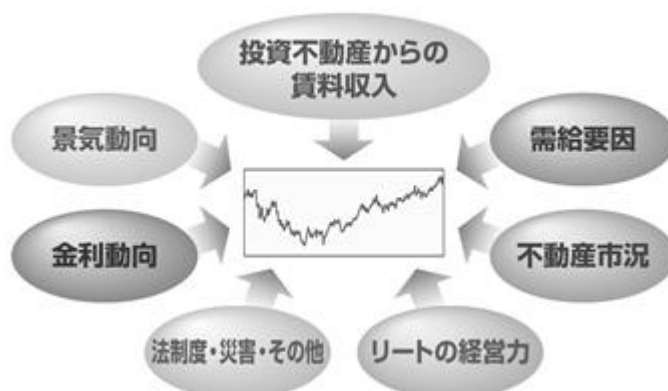 投資不動産からの
賃料収入
景気動向
需給要因
金利動向
不動産市況
法制度・災害・その他
リートの経営力